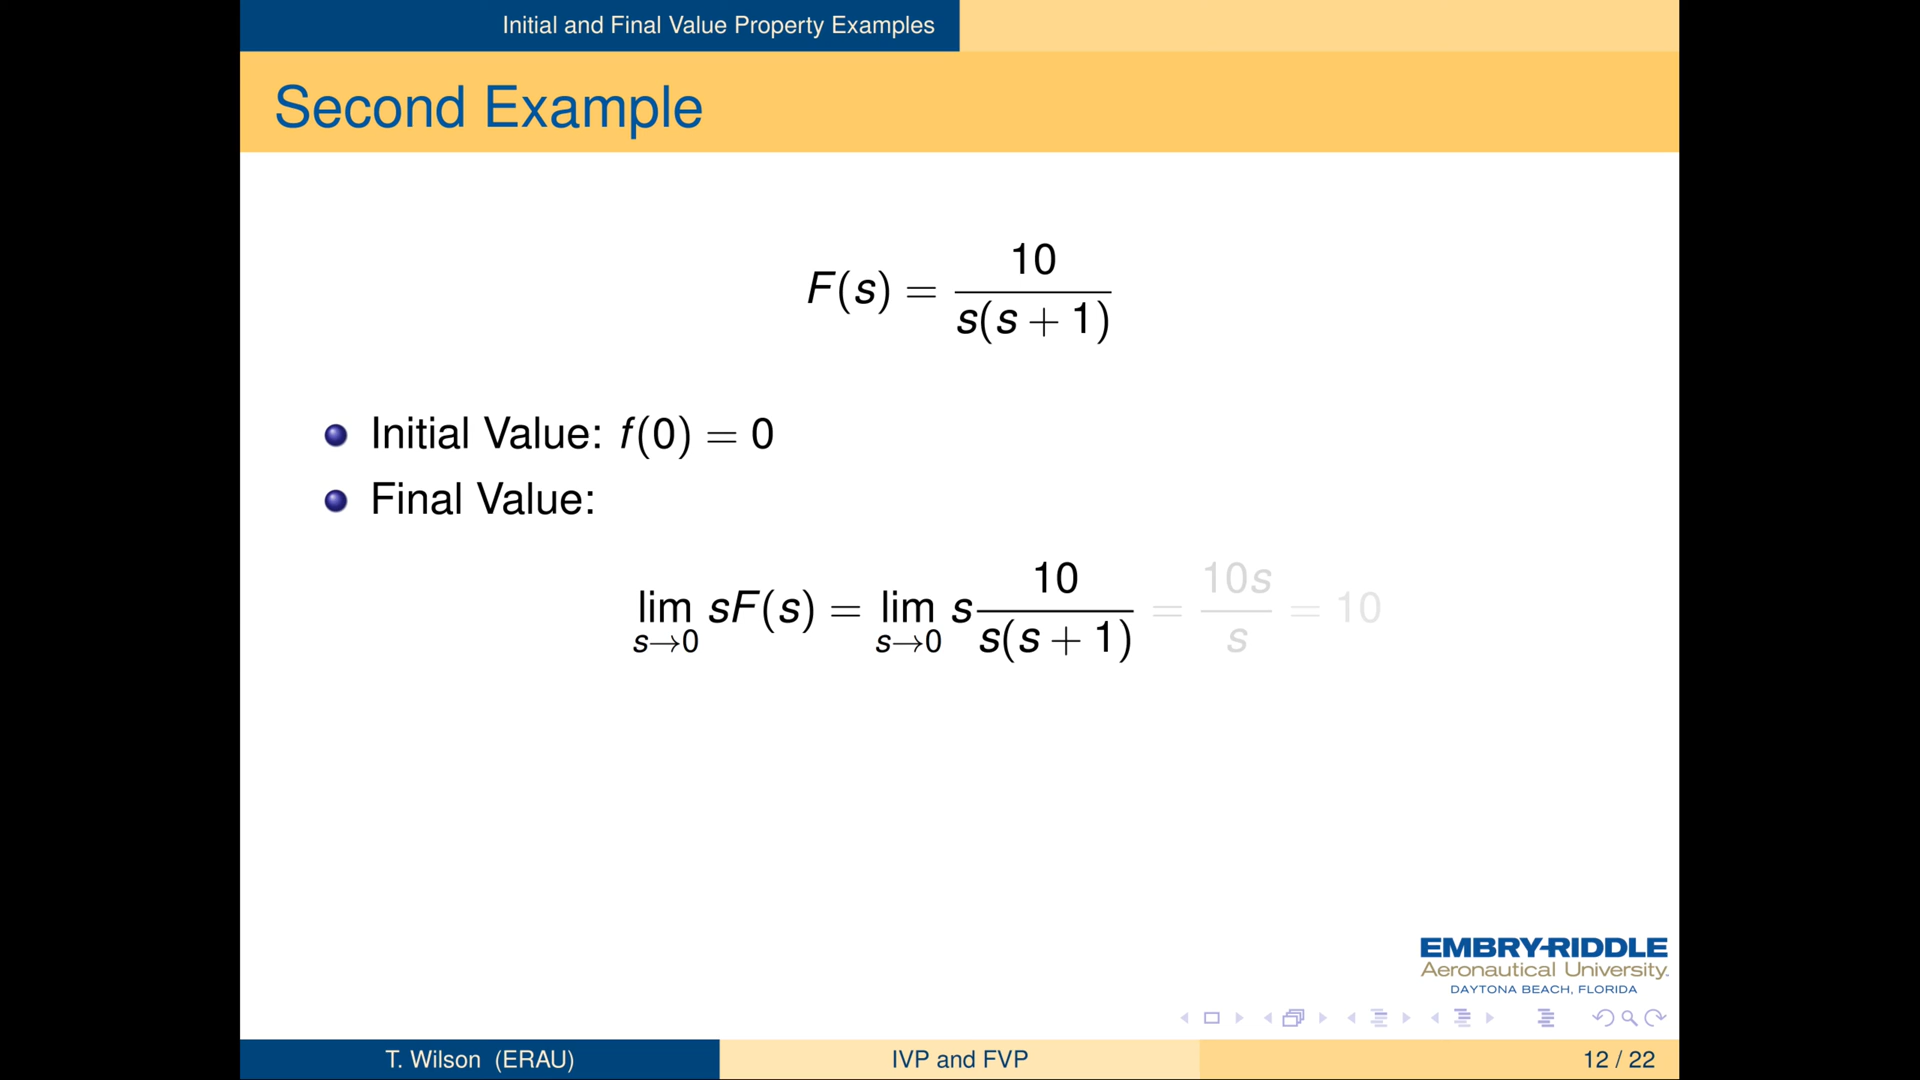 Initial and Final Value Property Examples
Second Example
F(s) = 10 / s(s + 1)
Initial Value: f(0) = 0
Final Value:
lim s→0 sF(s) = lim s→0 s 10 / s(s + 1) = 10s / s = 10
EMBRY-RIDDLE
Aeronautical University.
DAYTONA BEACH, FLORIDA
T. Wilson (ERAU) IVP and FVP 12 / 22